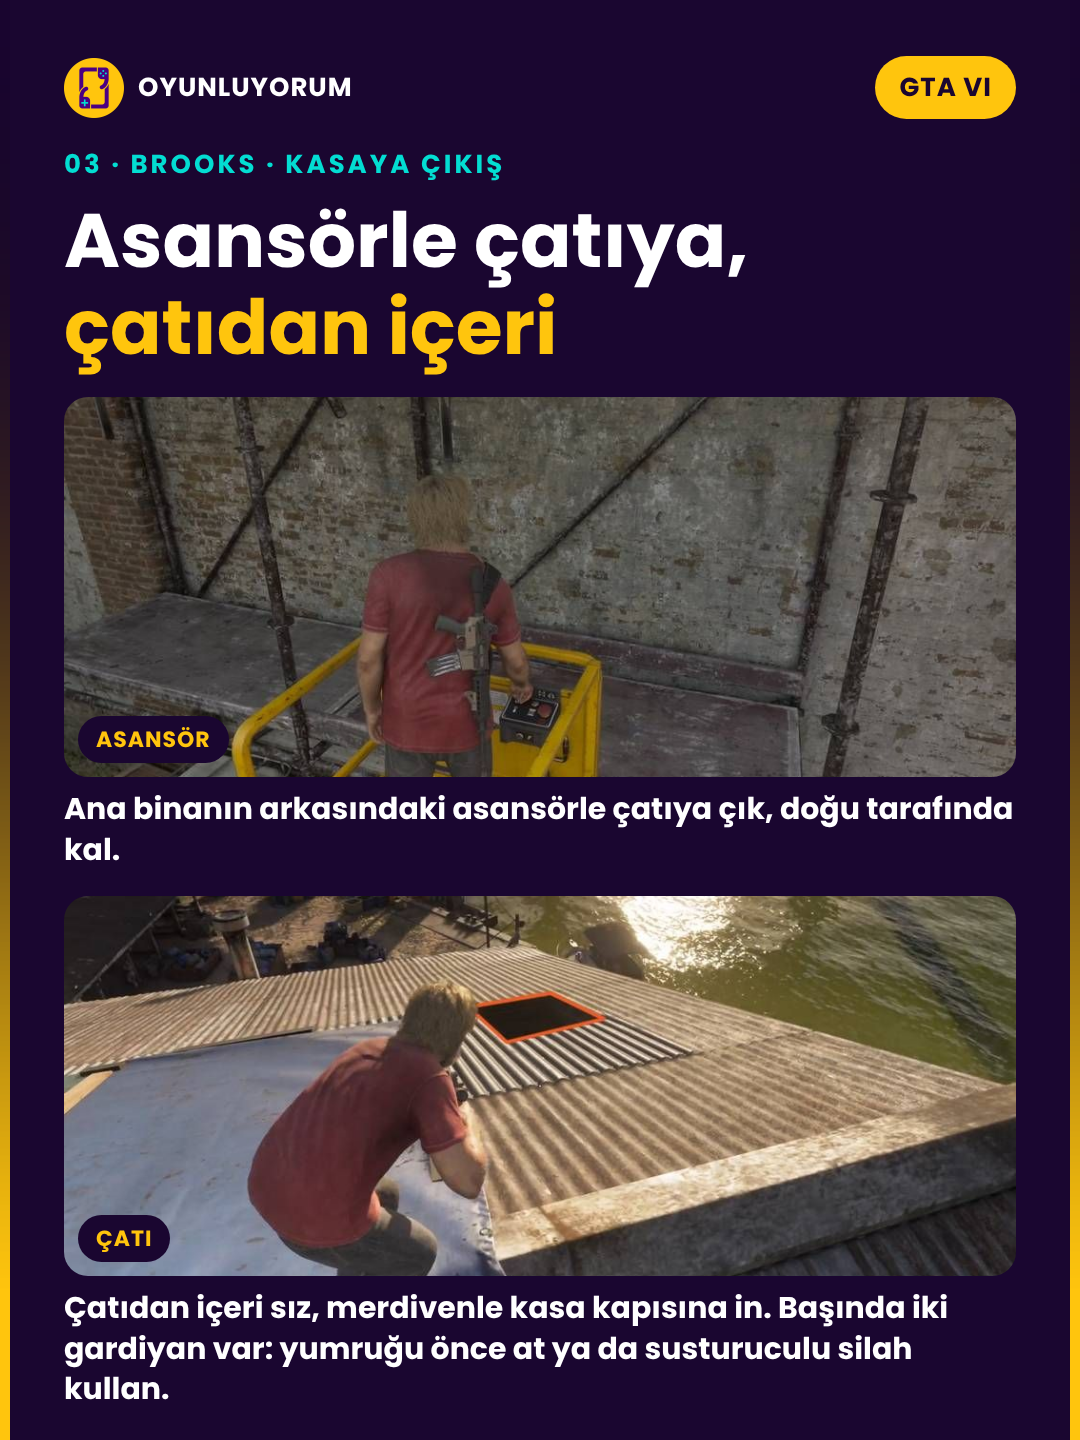 OYUNLUYORUM
GTA VI
03 · BROOKS · KASAYA ÇIKIŞ
Asansörle çatıya,
çatıdan içeri
ASANSÖR
Ana binanın arkasındaki asansörle çatıya çık, doğu tarafında
kal.
ÇATI
Çatıdan içeri sız, merdivenle kasa kapısına in. Başında iki
gardiyan var: yumruğu önce at ya da susturuculu silah
kullan.